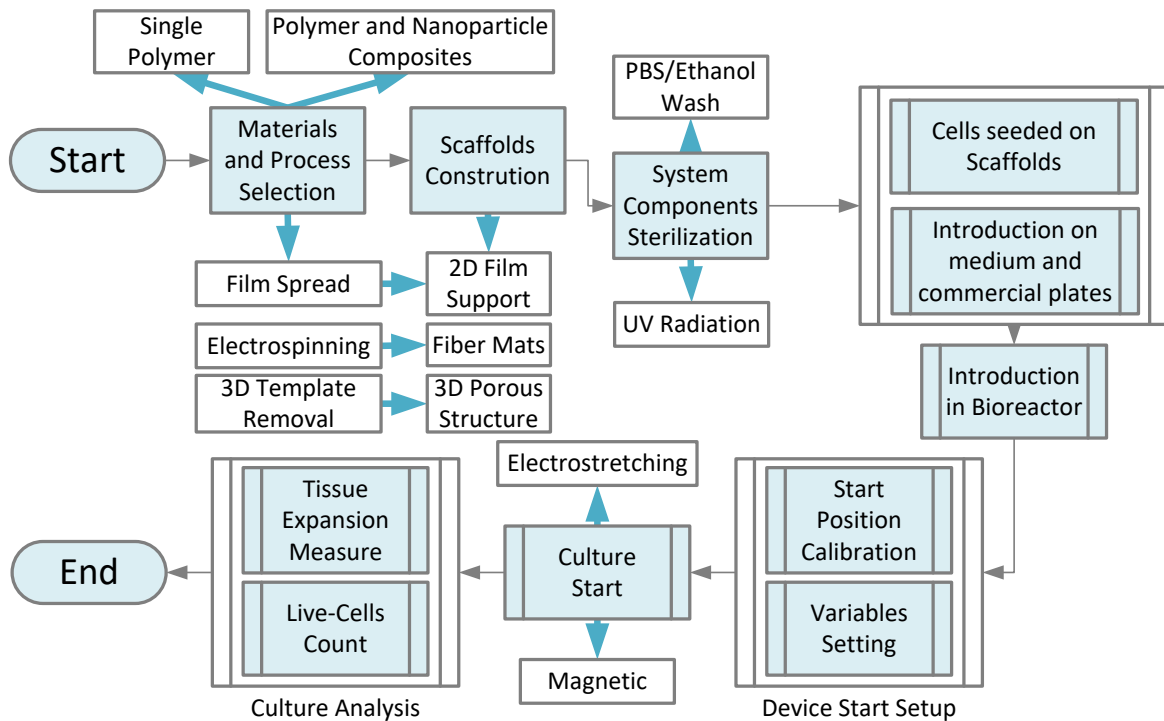 Single
Polymer
Polymer and Nanoparticle
Composites
PBS/Ethanol
Wash
Start
Materials
and Process
Selection
Scaffolds
Constrution
System
Components
Sterilization
Cells seeded on
Scaffolds
Introduction on
medium and
commercial plates
Film Spread
2D Film
Support
UV Radiation
Electrospinning
Fiber Mats
3D Template
Removal
3D Porous
Structure
Introduction
in Bioreactor
Electrostretching
Tissue
Expansion
Measure
Start
Position
Calibration
End
Culture
Start
Live-Cells
Count
Variables
Setting
Magnetic
Culture Analysis
Device Start Setup